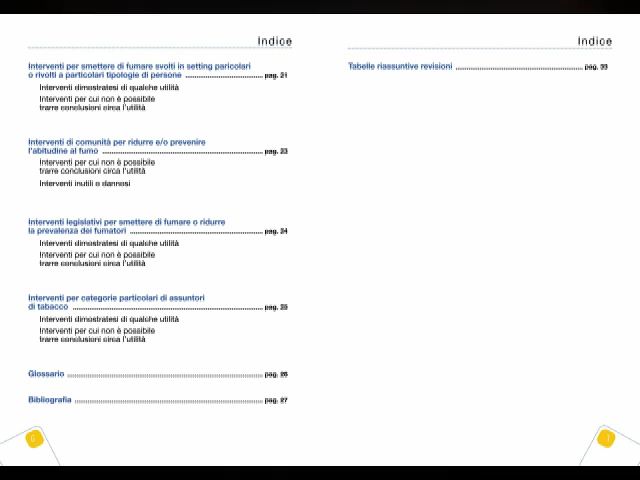 Indice
Interventi per smettere di fumare svolti in setting paricolari
o rivolti a particolari tipologie di persone ........ pag. 21
Interventi dimostratesi di qualche utilità
Interventi per cui non è possibile
trarre conclusioni circa l'utilità
Interventi di comunità per ridurre e/o prevenire
l'abitudine al fumo ........ pag. 23
Interventi per cui non è possibile
trarre conclusioni circa l'utilità
Interventi inutili o dannosi
Interventi legislativi per smettere di fumare o ridurre
la prevalenza dei fumatori ........ pag. 24
Interventi dimostratesi di qualche utilità
Interventi per cui non è possibile
trarre conclusioni circa l'utilità
Interventi per categorie particolari di assuntori
di tabacco ........ pag. 25
Interventi dimostratesi di qualche utilità
Interventi per cui non è possibile
trarre conclusioni circa l'utilità
Glossario ........ pag. 26
Bibliografia ........ pag. 27
6
Indice
Tabelle riassuntive revisioni ........ pag. 33
7